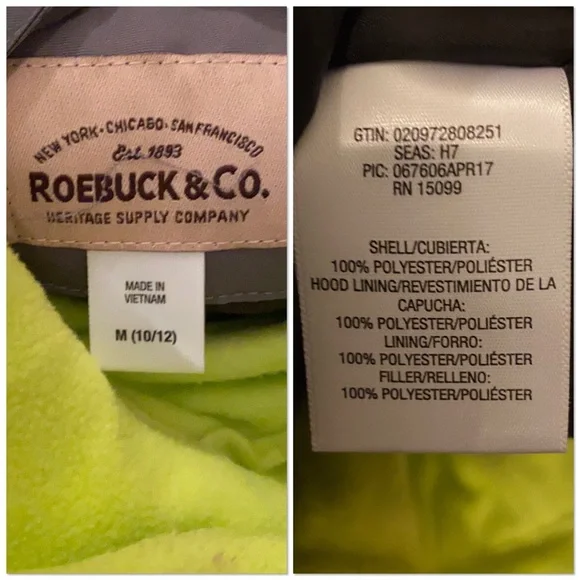 NEW YORK · CHICAGO · SAN FRANCISCO
Est. 1893
ROEBUCK & CO.
HERITAGE SUPPLY COMPANY
MADE IN
VIETNAM
M (10/12)
GTIN: 020972808251
SEAS: H7
PIC: 067606APR17
RN 15099
SHELL/CUBIERTA:
100% POLYESTER/POLIÉSTER
HOOD LINING/REVESTIMIENTO DE LA
CAPUCHA:
100% POLYESTER/POLIÉSTER
LINING/FORRO:
100% POLYESTER/POLIÉSTER
FILLER/RELLENO:
100% POLYESTER/POLIÉSTER